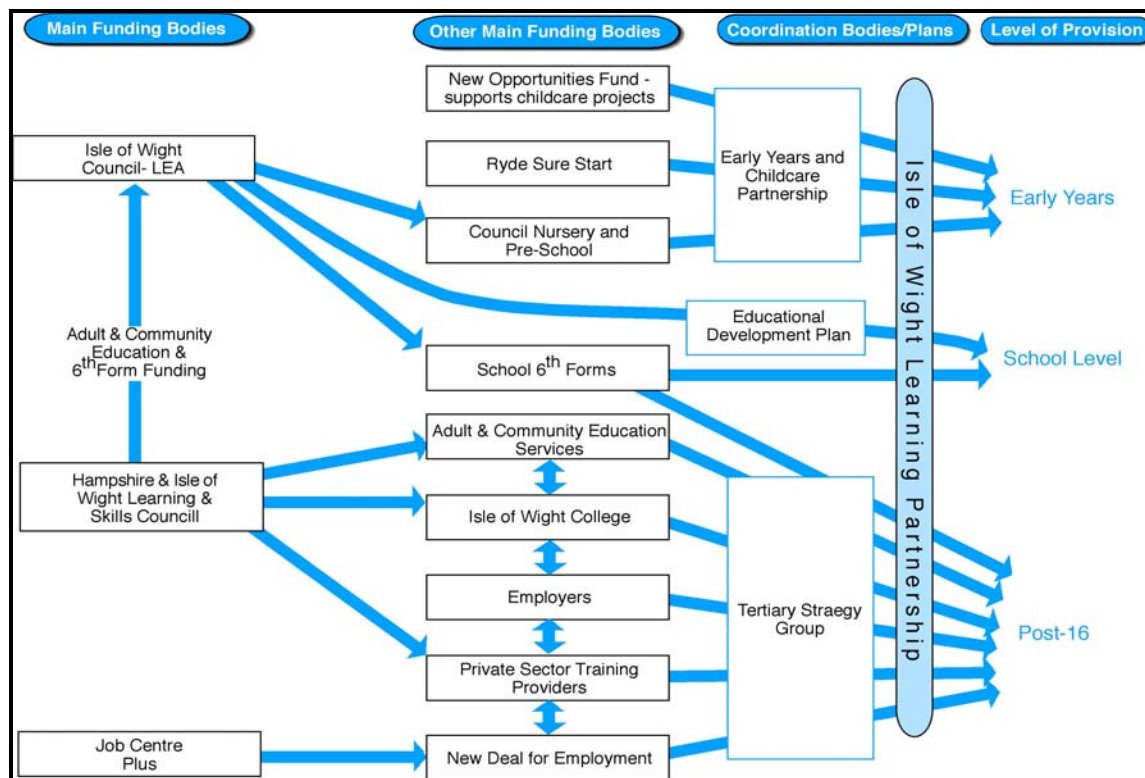 Main Funding Bodies
Other Main Funding Bodies
Coordination Bodies/Plans
Level of Provision
New Opportunities Fund -
supports childcare projects
Isle of Wight
Council- LEA
Ryde Sure Start
Early Years and
Childcare
Partnership
Early Years
Council Nursery and
Pre-School
Educational
Development Plan
Adult & Community
Education &
6th Form Funding
School 6th Forms
School Level
Adult & Community Education
Services
Hampshire & Isle of
Wight Learning &
Skills Councill
Isle of Wight College
Employers
Tertiary Straegy
Group
Post-16
Private Sector Training
Providers
Job Centre
Plus
New Deal for Employment
Isle of Wight Learning Partnership